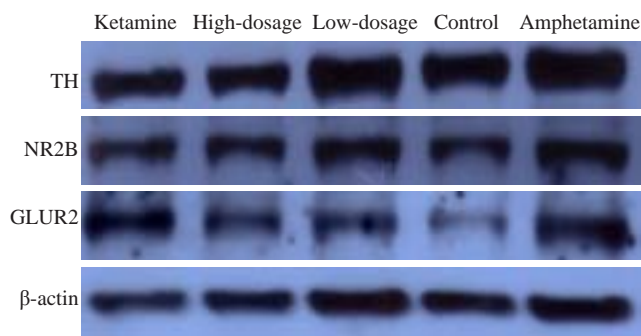 Ketamine High-dosage Low-dosage Control Amphetamine
TH
NR2B
GLUR2
β-actin